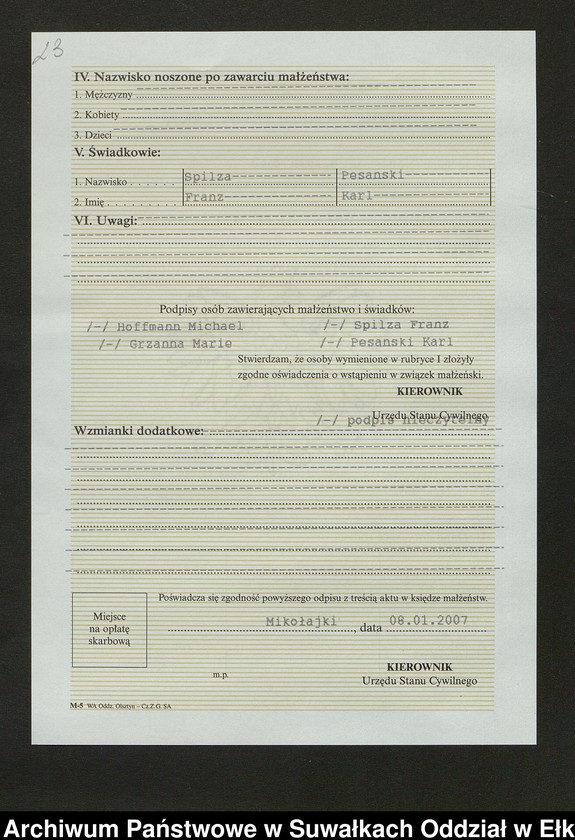 23
IV. Nazwisko noszone po zawarciu małżeństwa:
1. Mężczyzny
2. Kobiety
3. Dzieci
V. Świadkowie:
1. Nazwisko Spilza Pesanski
2. Imię Franz Karl
VI. Uwagi:
Podpisy osób zawierających małżeństwo i świadków:
/-/ Hoffmann Michael /-/ Spilza Franz
/-/ Grzanna Marie /-/ Pesanski Karl
Stwierdzam, że osoby wymienione w rubryce I złożyły
zgodne oświadczenia o wstąpieniu w związek małżeński.
KIEROWNIK
Urzędu Stanu Cywilnego
/-/ podpis nieczytelny
Wzmianki dodatkowe:
Poświadcza się zgodność powyższego odpisu z treścią aktu w księdze małżeństw.
Miejsce
na opłatę
skarbową
Mikołajki, data 08.01.2007
KIEROWNIK
m.p.
Urzędu Stanu Cywilnego
M-5 WA Oddz. Olsztyn – Cz.Z.G. SA
Archiwum Państwowe w Suwałkach Oddział w Ełk